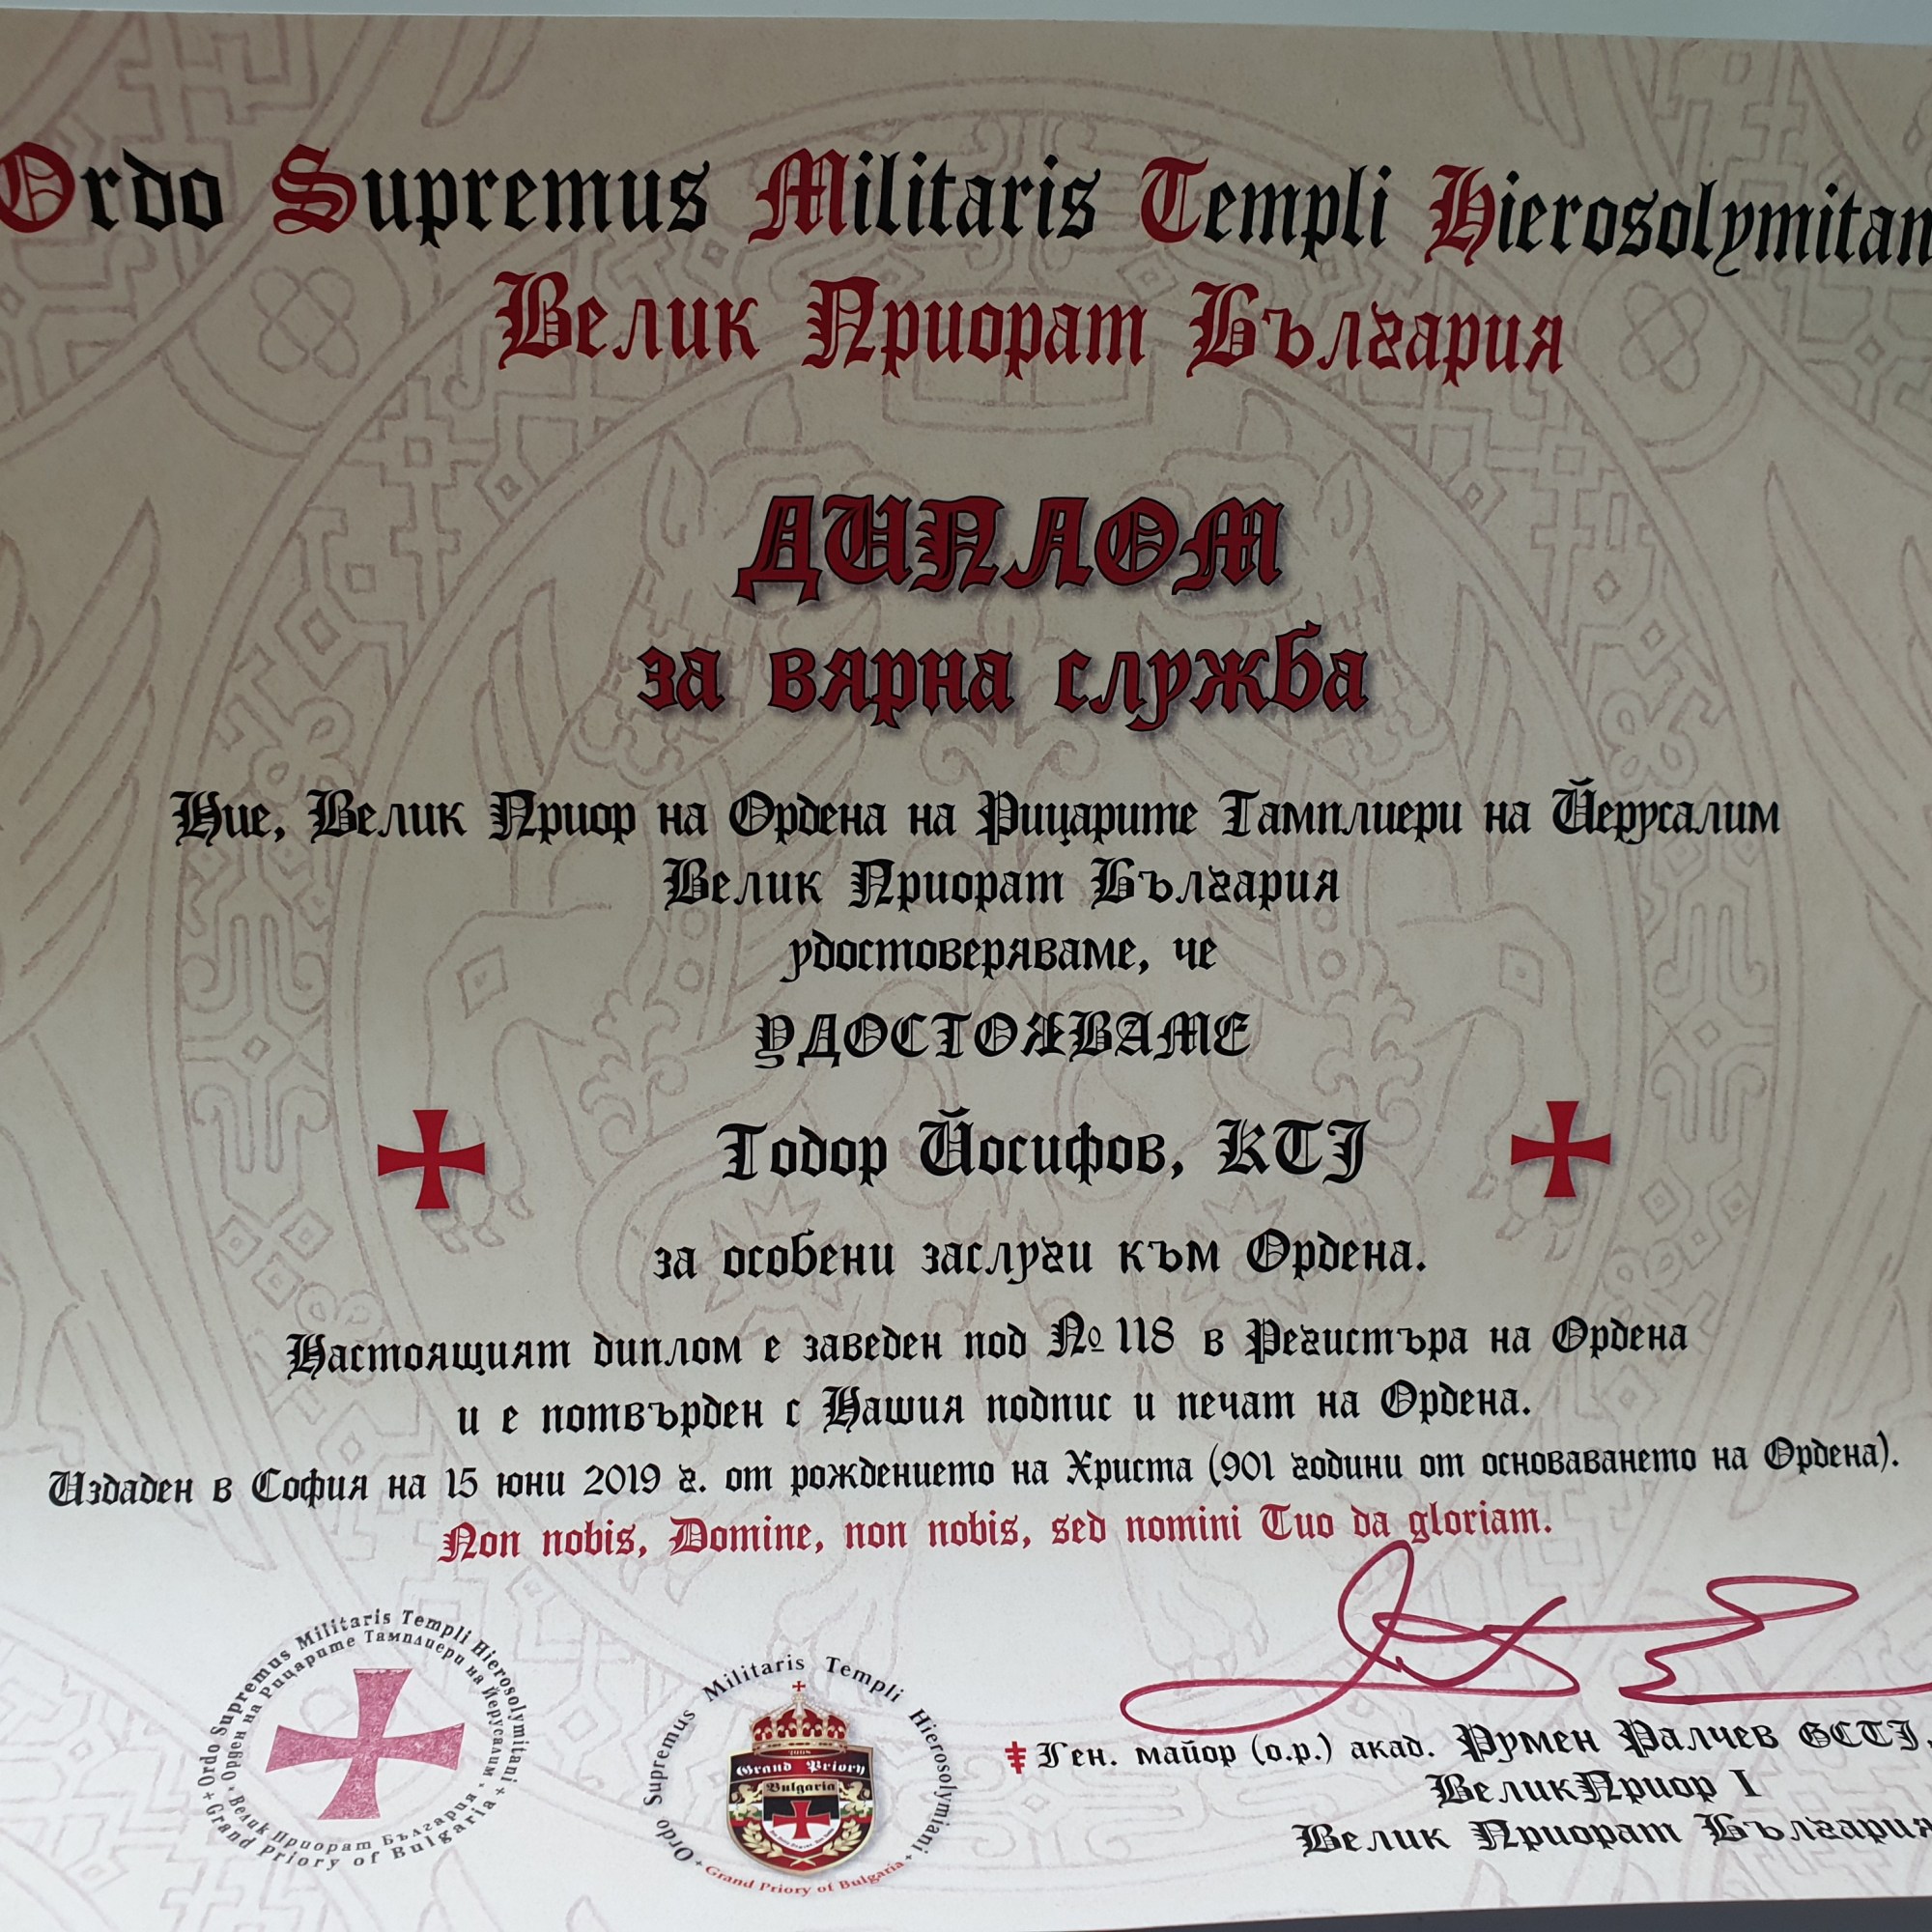 Ordo Supremus Militaris Templi Hierosolymitan
Велик Приорат България
ДИПЛОМ
за вярна служба
Ние, Велик Приор на Ордена на Рицарите Тамплиери на Йерусалим
Велик Приорат България
удостоверяваме, че
УДОСТОЯВАМЕ
Тодор Йосифов, KTJ
за особени заслуги към Ордена.
Настоящият диплом е заведен под № 118 в Регистъра на Ордена
и е потвърден с Нашия подпис и печат на Ордена.
Издаден в София на 15 юни 2019 г. от рождението на Христа (901 години от основаването на Ордена).
Non nobis, Domine, non nobis, sed nomini Tuo da gloriam.
Ordo Supremus Militaris Templi Hierosolymitani
Орден на Рицарите Тамплиери на Йерусалим
Велик Приорат България
Grand Priory of Bulgaria
Ordo Supremus Militaris Templi Hierosolymiani
Grand Priory
Bulgaria
Grand Priory of Bulgaria
Ген. майор (о.р.) акад. Румен Ралчев GCTJ,
ВеликПриор I
Велик Приорат България